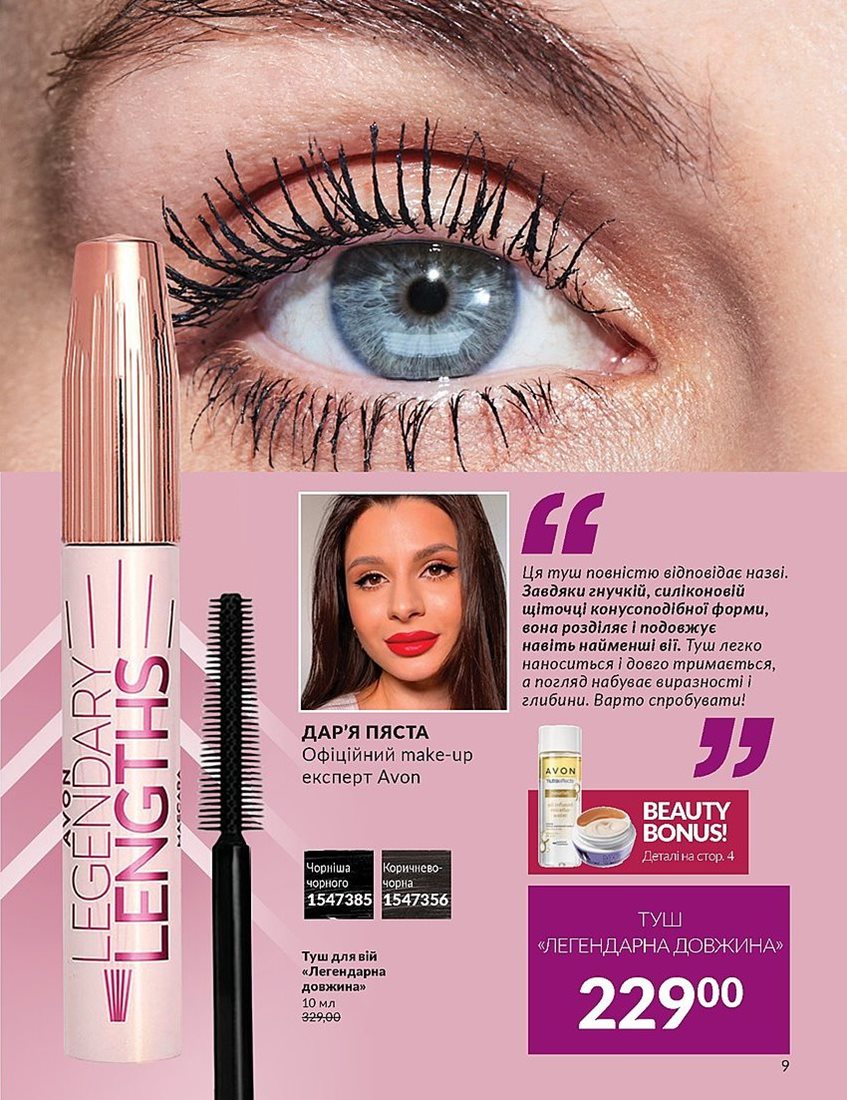 AVON
LEGENDARY
LENGTHS
MASCARA
Ця туш повністю відповідає назві.
Завдяки гнучкій, силіконовій
щіточці конусоподібної форми,
вона розділяє і подовжує
навіть найменші вії. Туш легко
наноситься і довго тримається,
а погляд набуває виразності і
глибини. Варто спробувати!
ДАР’Я ПЯСТА
Офіційний make-up
експерт Avon
AVON
BEAUTY
BONUS!
Деталі на стор. 4
Чорніша
чорного
1547385
Коричнево-
чорна
1547356
Туш для вій
«Легендарна
довжина»
10 мл
329,00
ТУШ
«ЛЕГЕНДАРНА ДОВЖИНА»
229⁰⁰
9